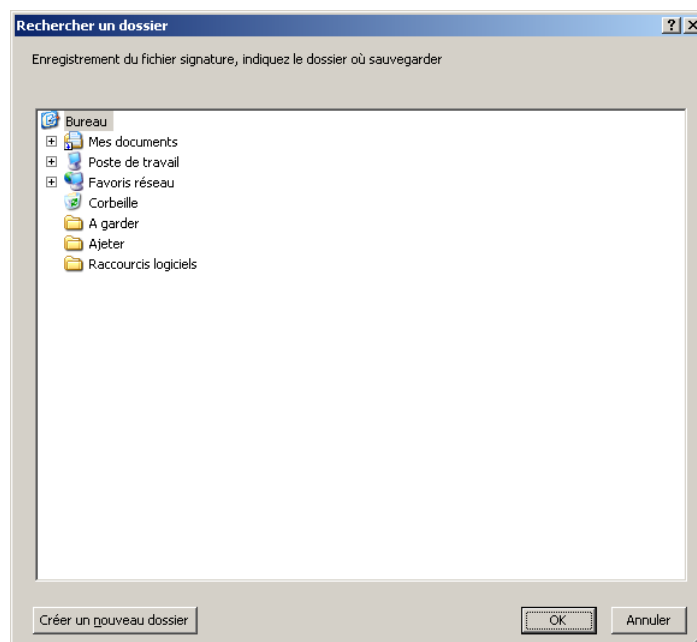 Rechercher un dossier
Enregistrement du fichier signature, indiquez le dossier où sauvegarder
Bureau
Mes documents
Poste de travail
Favoris réseau
Corbeille
A garder
Ajeter
Raccourcis logiciels
Créer un nouveau dossier OK Annuler